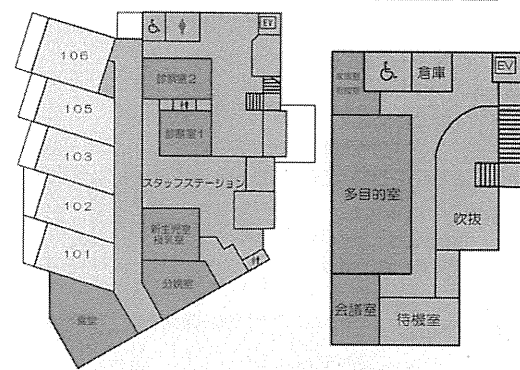 106
診察室2
105
診察室1
103
スタッフステーション
102
新生児室
授乳室
101
分娩室
食堂
EV
倉庫
EV
多目的室
吹抜
会議室
待機室